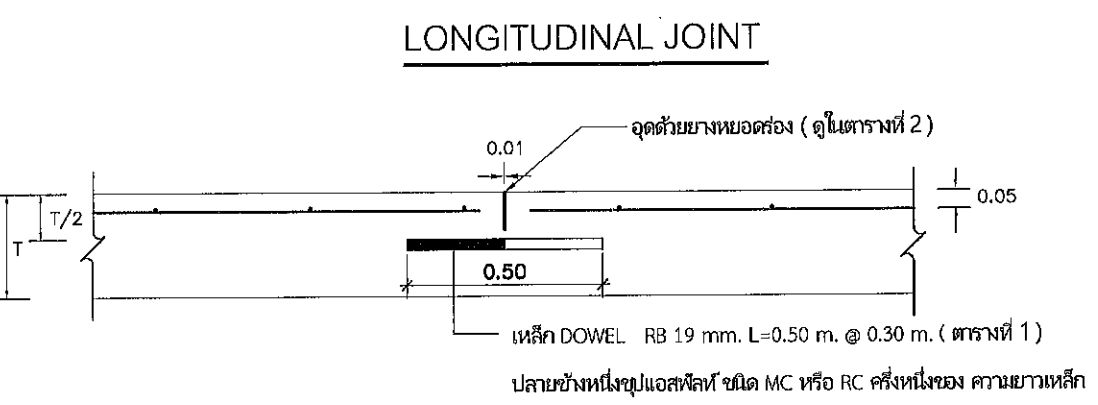 LONGITUDINAL JOINT
อุดด้วยยางหยอดร่อง ( ดูในตารางที่ 2 )
0.01
0.05
T/2
T
0.50
เหล็ก DOWEL RB 19 mm. L=0.50 m. @ 0.30 m. ( ตารางที่ 1 )
ปลายข้างหนึ่งชุปแอสฟัลท์ ชนิด MC หรือ RC ครึ่งหนึ่งของ ความยาวเหล็ก